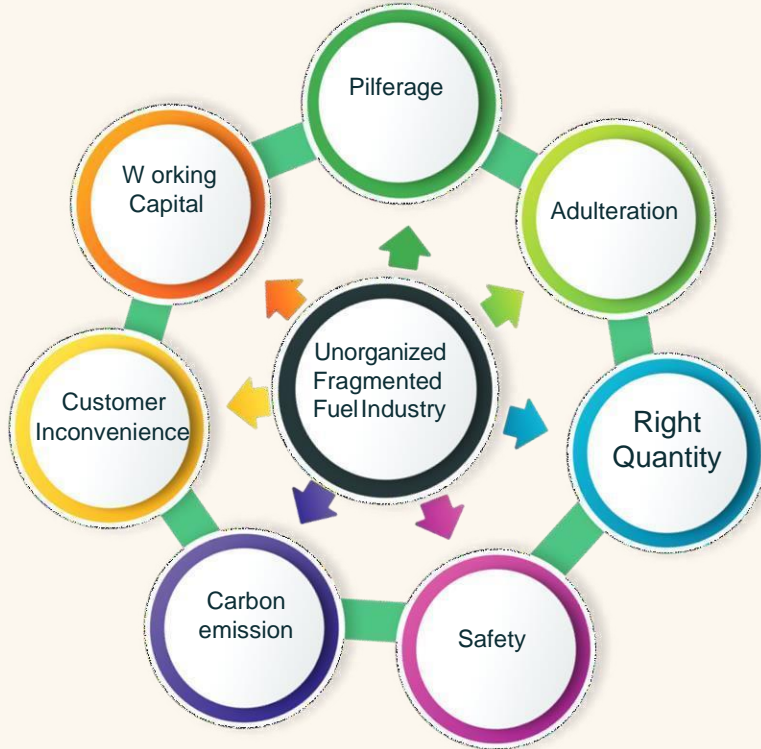 Pilferage
W orking
Capital
Adulteration
Unorganized
Fragmented
Fuel Industry
Customer
Inconvenience
Right
Quantity
Carbon
emission
Safety